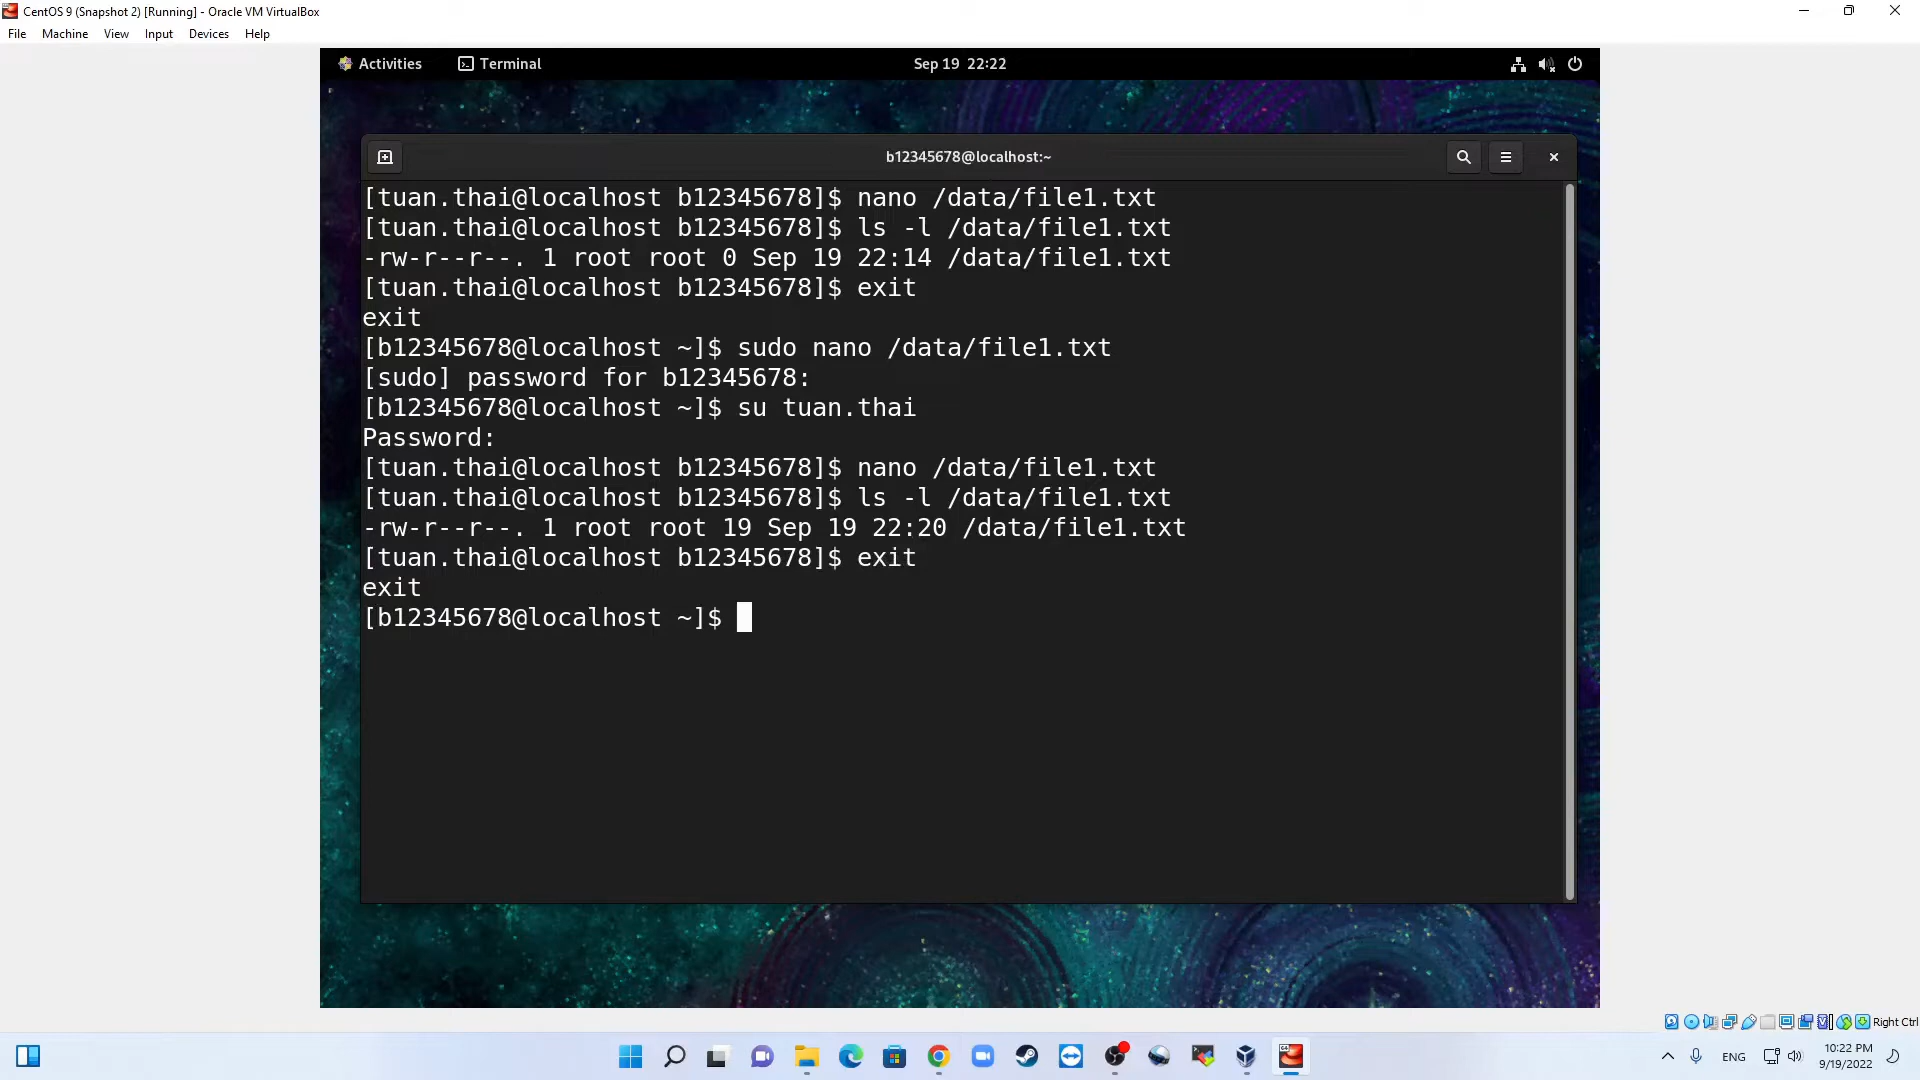 CentOS 9 (Snapshot 2) [Running] - Oracle VM VirtualBox
File Machine View Input Devices Help
Activities Terminal Sep 19 22:22
b12345678@localhost:~
[tuan.thai@localhost b12345678]$ nano /data/file1.txt
[tuan.thai@localhost b12345678]$ ls -l /data/file1.txt
-rw-r--r--. 1 root root 0 Sep 19 22:14 /data/file1.txt
[tuan.thai@localhost b12345678]$ exit
exit
[b12345678@localhost ~]$ sudo nano /data/file1.txt
[sudo] password for b12345678:
[b12345678@localhost ~]$ su tuan.thai
Password:
[tuan.thai@localhost b12345678]$ nano /data/file1.txt
[tuan.thai@localhost b12345678]$ ls -l /data/file1.txt
-rw-r--r--. 1 root root 19 Sep 19 22:20 /data/file1.txt
[tuan.thai@localhost b12345678]$ exit
exit
[b12345678@localhost ~]$
Right Ctrl
ENG
10:22 PM
9/19/2022